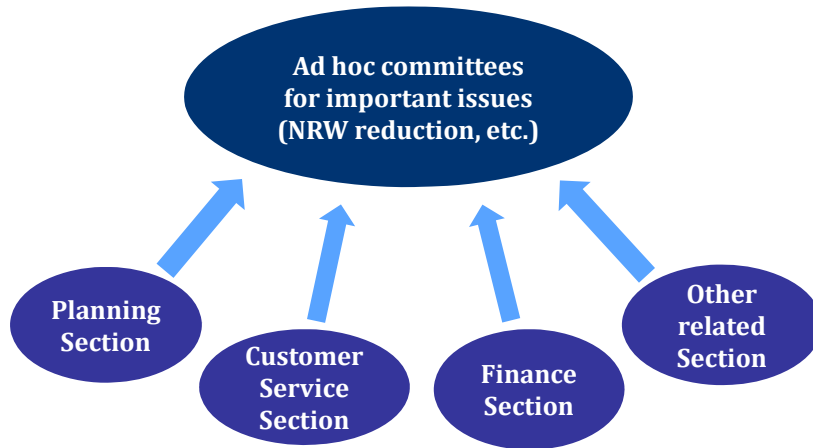 Ad hoc committees
for important issues
(NRW reduction, etc.)
Planning
Section
Customer
Service
Section
Finance
Section
Other
related
Section